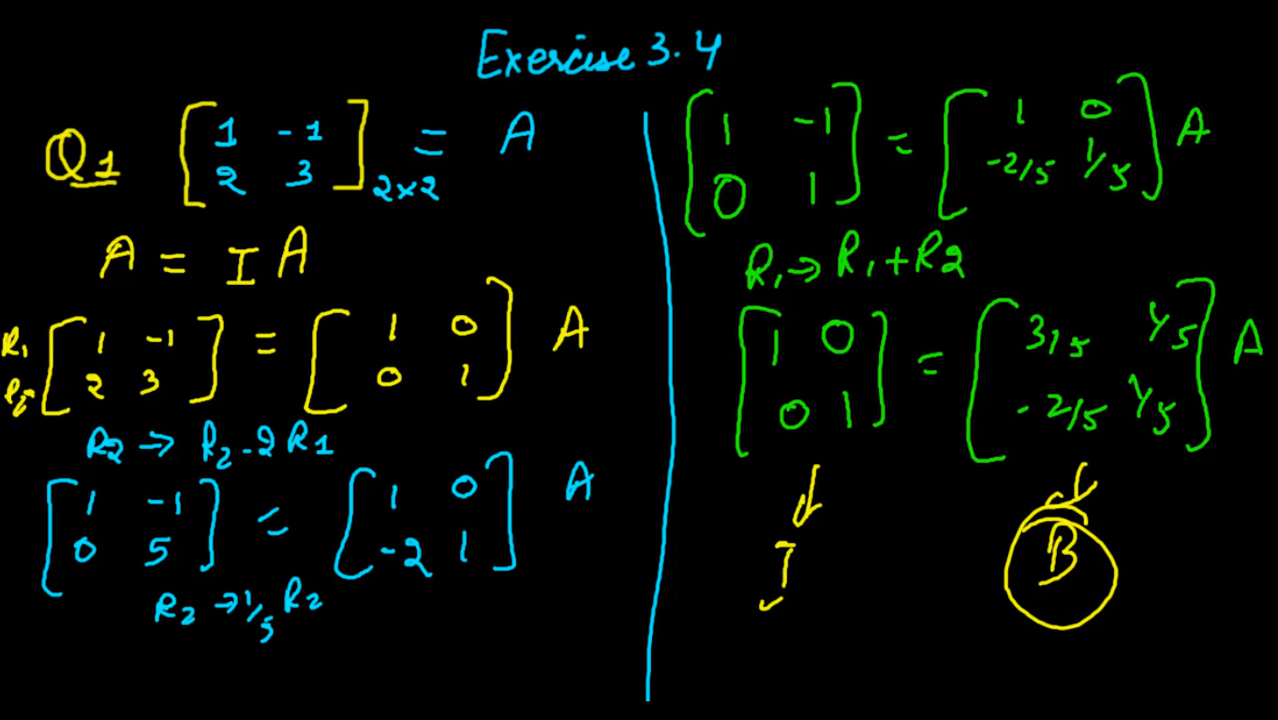 Exercise 3.4
Q1 [1 -1
2 3]2×2 = A
A = I A
R1
R2 [1 -1
2 3] = [1 0
0 1] A
R2 → R2 - 2R1
[1 -1
0 5] = [1 0
-2 1] A
R2 → 1/5 R2
[1 -1
0 1] = [1 0
-2/5 1/5] A
R1 → R1 + R2
[1 0
0 1] = [3/5 1/5
-2/5 1/5] A
I
B